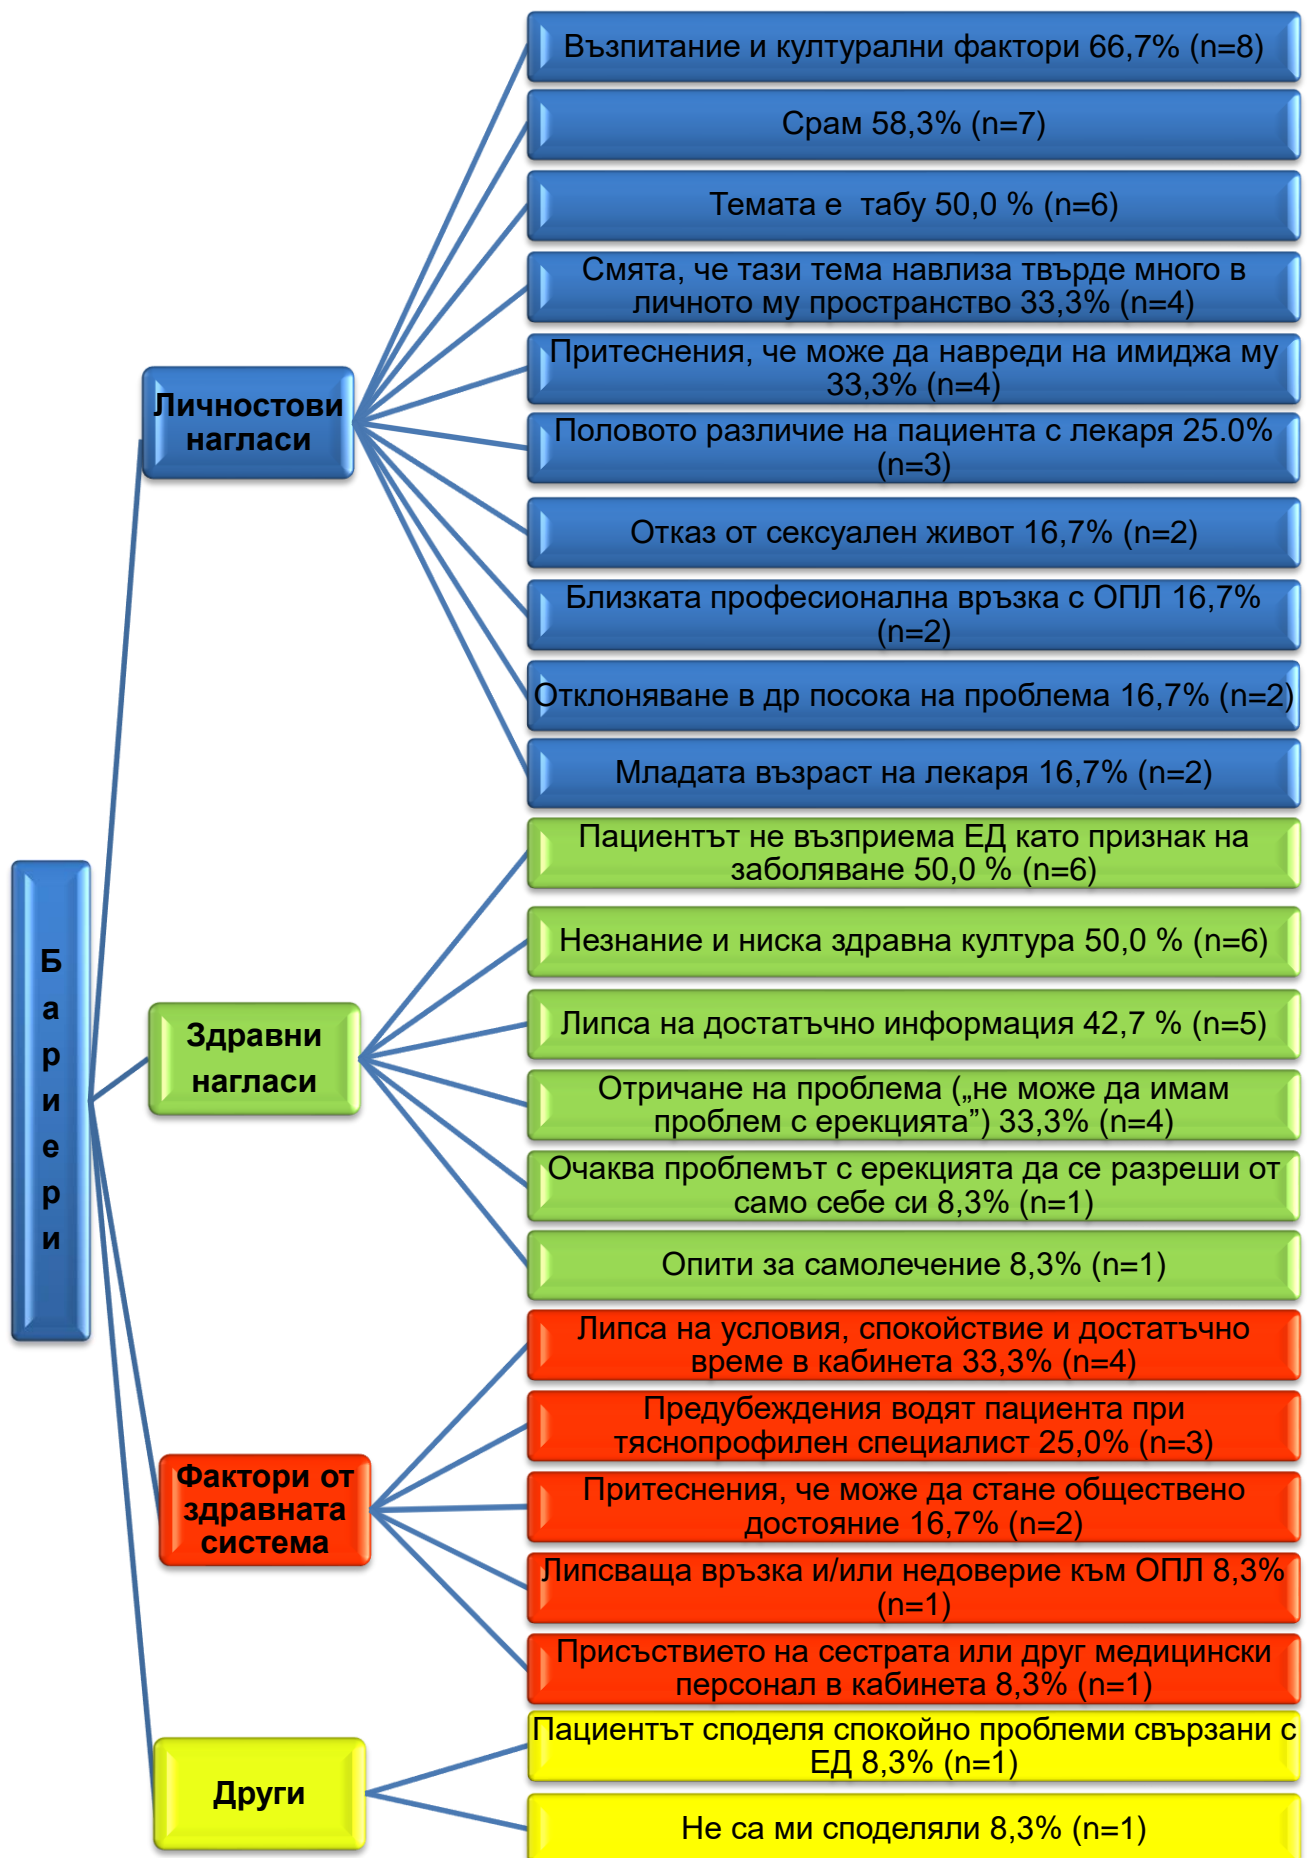 Възпитание и културални фактори 66,7% (n=8)
Срам 58,3% (n=7)
Темата е табу 50,0 % (n=6)
Смята, че тази тема навлиза твърде много в
личното му пространство 33,3% (n=4)
Притеснения, че може да навреди на имиджа му
33,3% (n=4)
Личностови
нагласи
Половото различие на пациента с лекаря 25.0%
(n=3)
Отказ от сексуален живот 16,7% (n=2)
Близката професионална връзка с ОПЛ 16,7%
(n=2)
Отклоняване в др посока на проблема 16,7% (n=2)
Младата възраст на лекаря 16,7% (n=2)
Пациентът не възприема ЕД като признак на
заболяване 50,0 % (n=6)
Незнание и ниска здравна култура 50,0 % (n=6)
Б
а
р
и
е
р
и
Здравни
нагласи
Липса на достатъчно информация 42,7 % (n=5)
Отричане на проблема („не може да имам
проблем с ерекцията”) 33,3% (n=4)
Очаква проблемът с ерекцията да се разреши от
само себе си 8,3% (n=1)
Опити за самолечение 8,3% (n=1)
Липса на условия, спокойствие и достатъчно
време в кабинета 33,3% (n=4)
Предубеждения водят пациента при
тяснопрофилен специалист 25,0% (n=3)
Фактори от
здравната
система
Притеснения, че може да стане обществено
достояние 16,7% (n=2)
Липсваща връзка и/или недоверие към ОПЛ 8,3%
(n=1)
Присъствието на сестрата или друг медицински
персонал в кабинета 8,3% (n=1)
Други
Пациентът споделя спокойно проблеми свързани с
ЕД 8,3% (n=1)
Не са ми споделяли 8,3% (n=1)